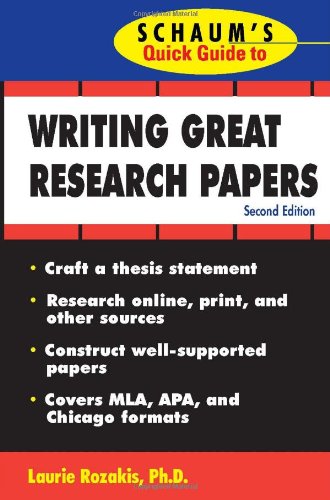 SCHAUM'S
Quick Guide to
WRITING GREAT
RESEARCH PAPERS
Second Edition
• Craft a thesis statement
• Research online, print, and
other sources
• Construct well-supported
papers
• Covers MLA, APA, and
Chicago formats
Laurie Rozakis, Ph.D.